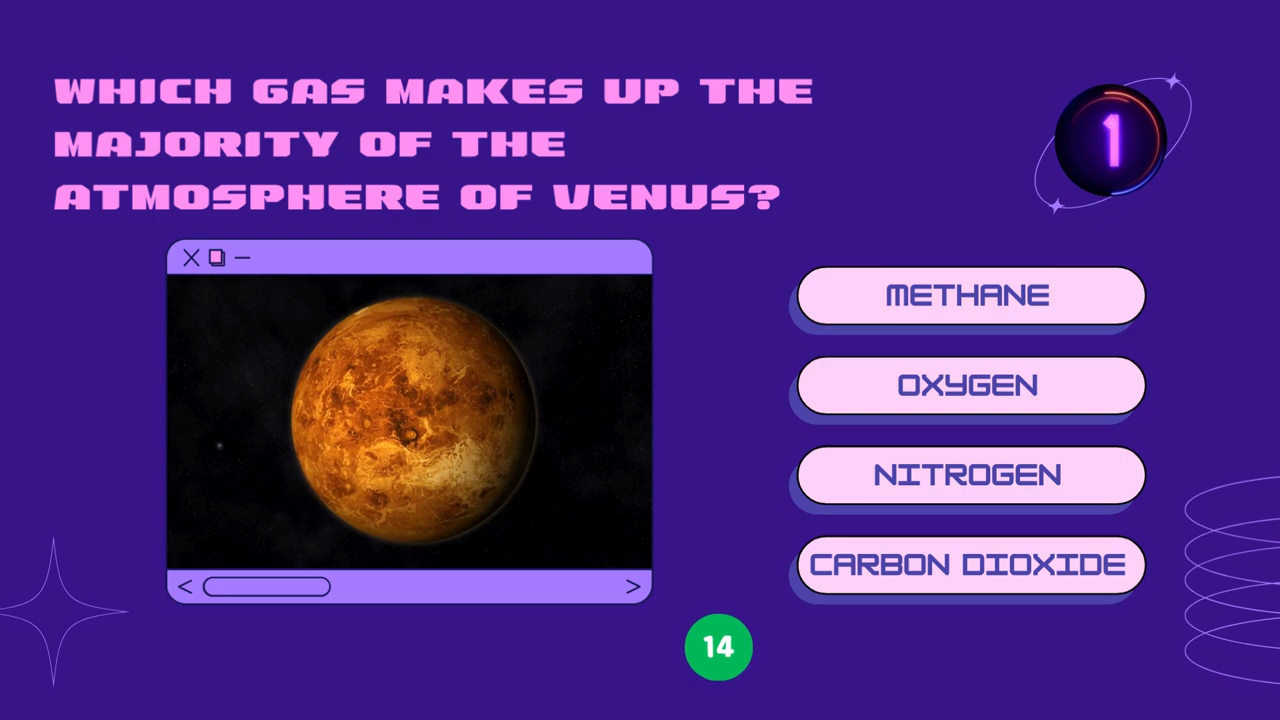 WHICH GAS MAKES UP THE
MAJORITY OF THE
ATMOSPHERE OF VENUS?
1
METHANE
OXYGEN
NITROGEN
CARBON DIOXIDE
14